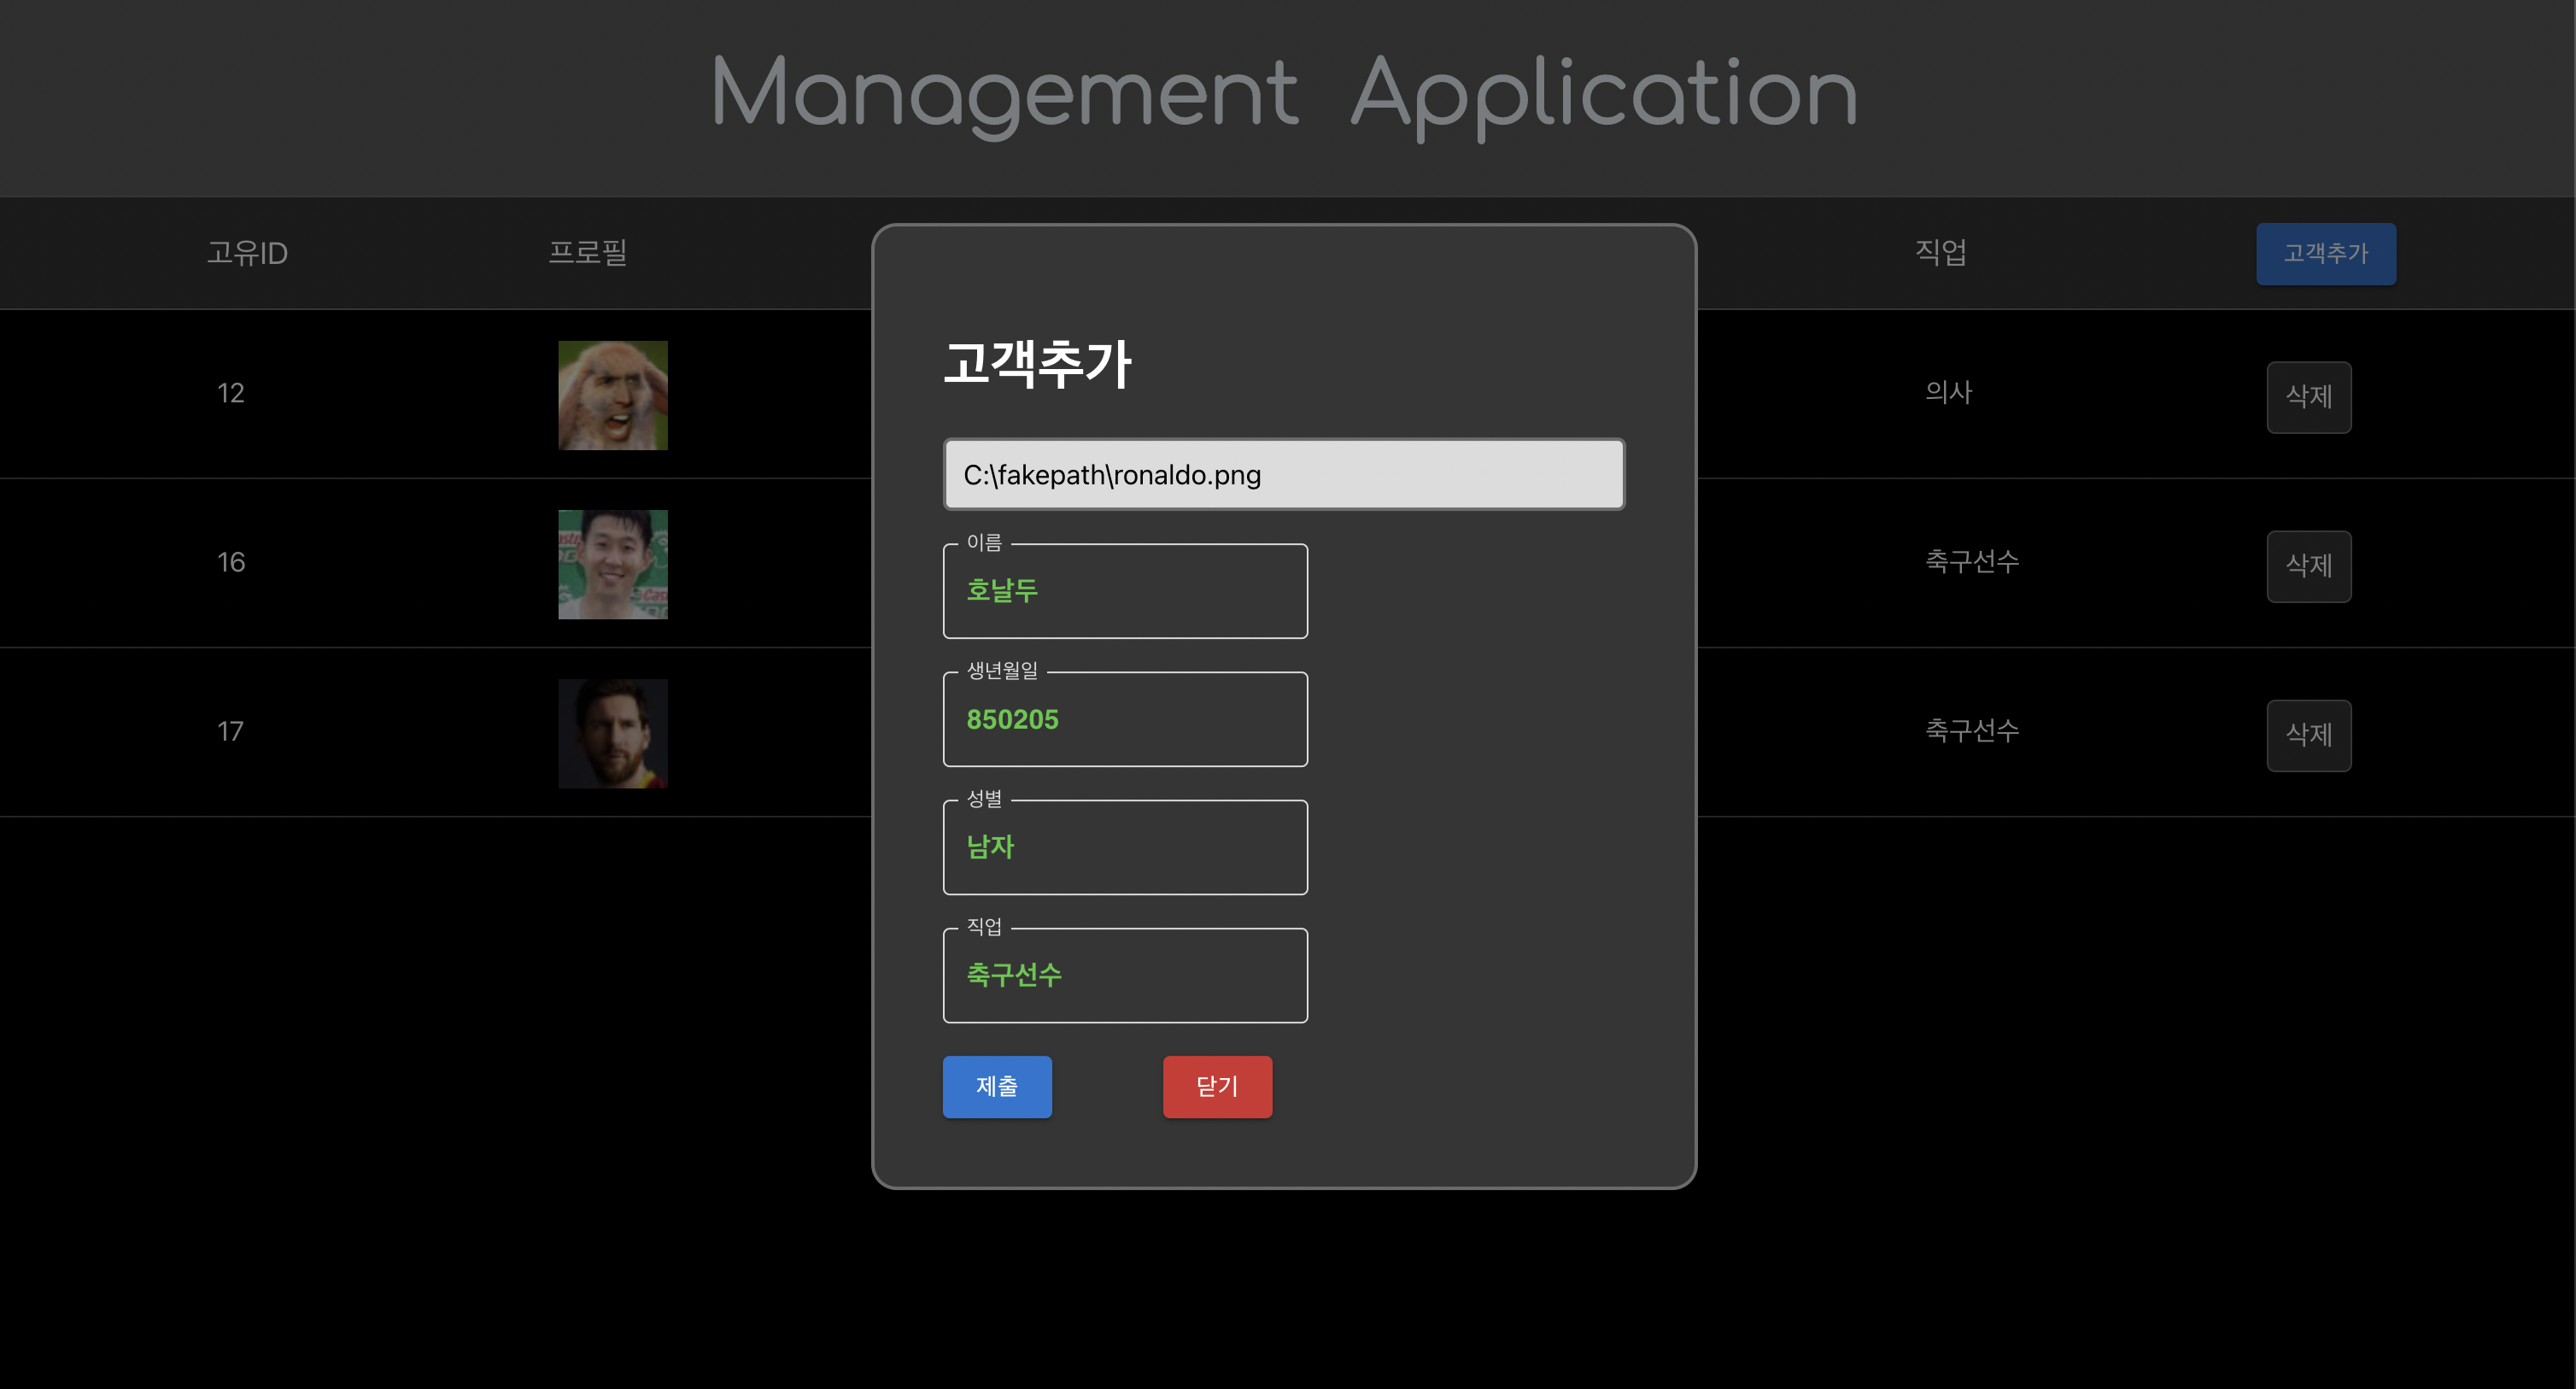 Management Application
고유ID 프로필 직업 고객추가
12 의사 삭제
16 축구선수 삭제
17 축구선수 삭제
고객추가
C:\fakepath\ronaldo.png
이름
호날두
생년월일
850205
성별
남자
직업
축구선수
제출 닫기